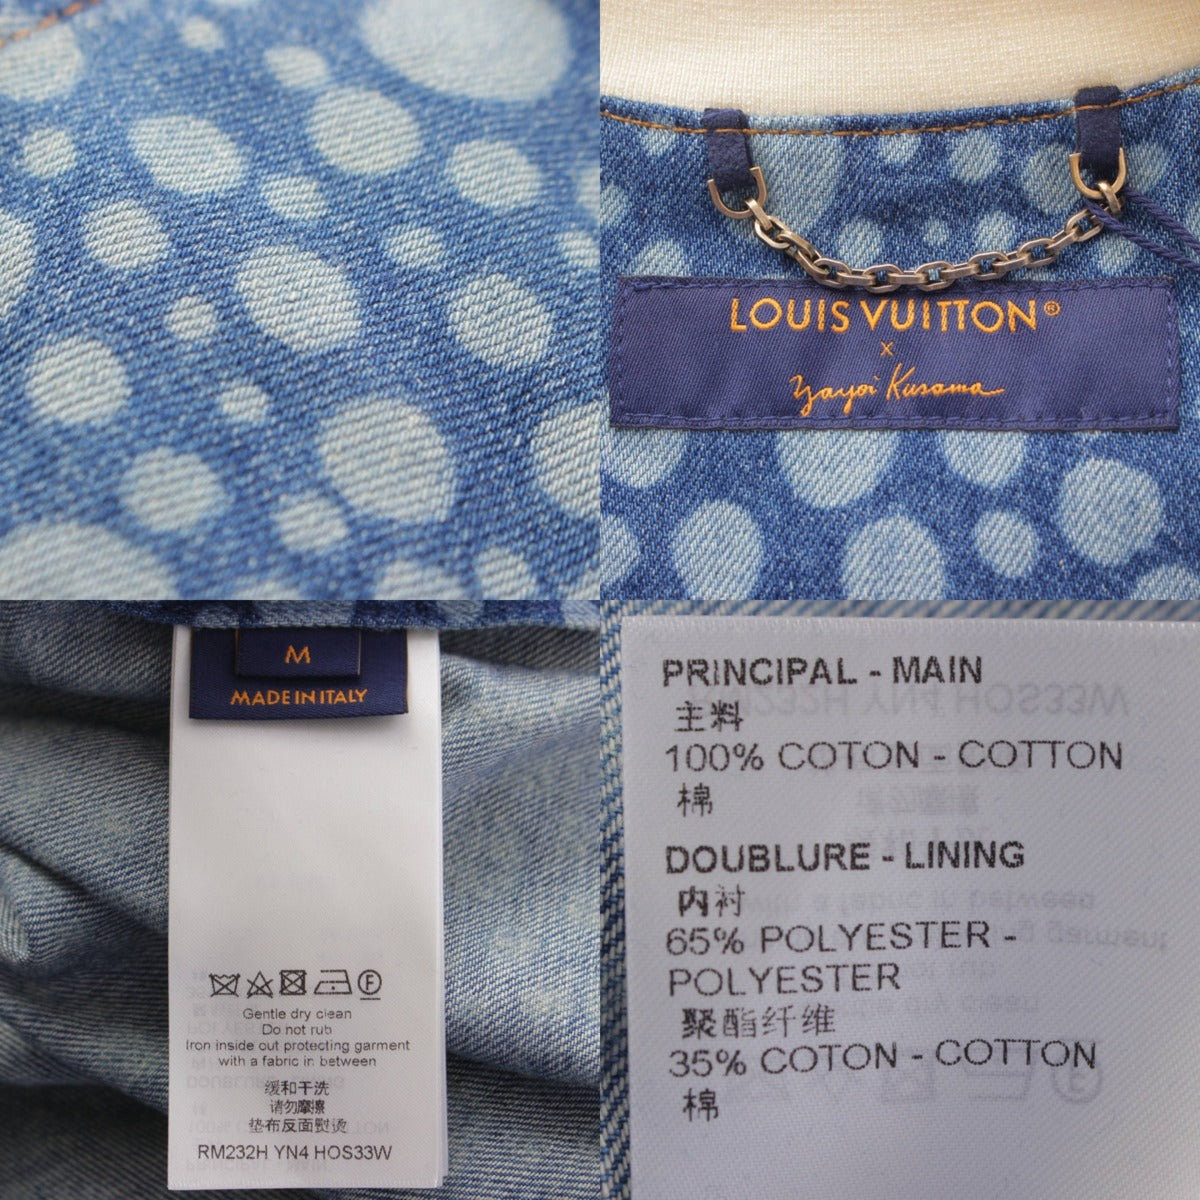 LOUIS VUITTON®
x
Yayoi Kusama
M
MADE IN ITALY
F
Gentle dry clean
Do not rub
Iron inside out protecting garment
with a fabric in between
缓和干洗
请勿摩擦
垫布反面熨烫
RM232H YN4 HOS33W
PRINCIPAL - MAIN
主料
100% COTON - COTTON
棉
DOUBLURE - LINING
内衬
65% POLYESTER -
POLYESTER
聚酯纤维
35% COTON - COTTON
棉